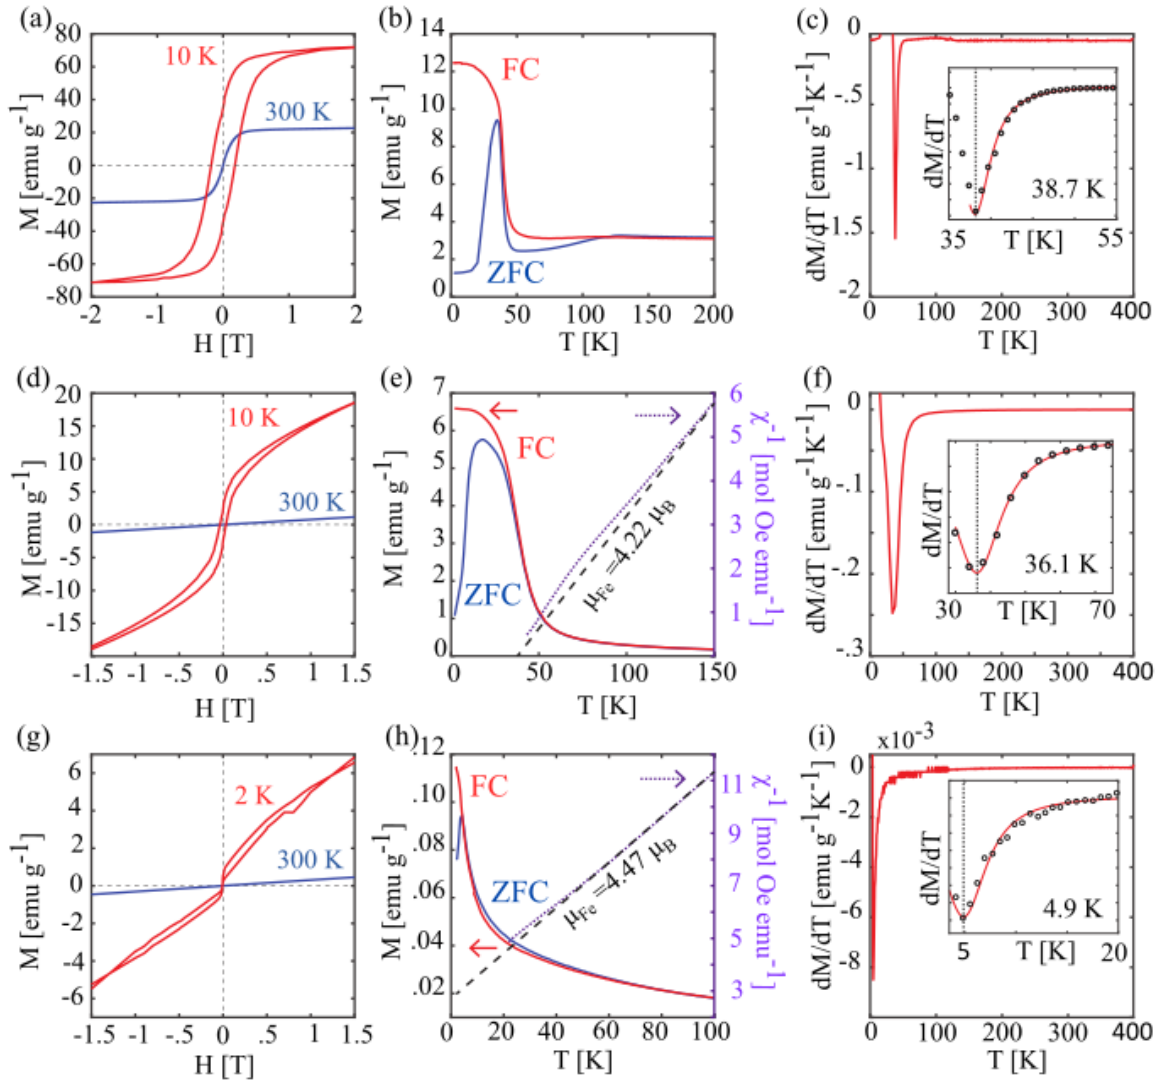 (a)
80
60
40
20
0
-20
-40
-60
-80
M [emu g⁻¹]
10 K
300 K
-2 -1 0 1 2
H [T]
(b)
14
12
10
8
6
4
2
0
M [emu g⁻¹]
FC
ZFC
0 50 100 150 200
T [K]
(c)
0
-.5
-1
-1.5
-2
dM/dT [emu g⁻¹K⁻¹]
dM/dT
38.7 K
35 T [K] 55
0 100 200 300 400
T [K]
(d)
20
15
10
5
0
-5
-10
-15
M [emu g⁻¹]
10 K
300 K
-1.5 -1 -.5 0 .5 1 1.5
H [T]
(e)
7
6
5
4
3
2
1
0
M [emu g⁻¹]
FC
ZFC
μFe=4.22 μB
6
5
4
3
2
1
χ⁻¹ [mol Oe emu⁻¹]
0 50 100 150
T [K]
(f)
0
-.1
-.2
-.3
dM/dT [emu g⁻¹K⁻¹]
dM/dT
36.1 K
30 T [K] 70
0 100 200 300 400
T [K]
(g)
6
4
2
0
-2
-4
-6
M [emu g⁻¹]
2 K
300 K
-1.5 -1 -.5 0 .5 1 1.5
H [T]
(h)
.12
.10
.08
.06
.04
.02
M [emu g⁻¹]
FC
ZFC
μFe=4.47 μB
11
9
7
5
3
χ⁻¹ [mol Oe emu⁻¹]
0 20 40 60 80 100
T [K]
(i)
x10⁻³
0
-2
-4
-6
-8
dM/dT [emu g⁻¹K⁻¹]
dM/dT
4.9 K
5 T [K] 20
0 100 200 300 400
T [K]